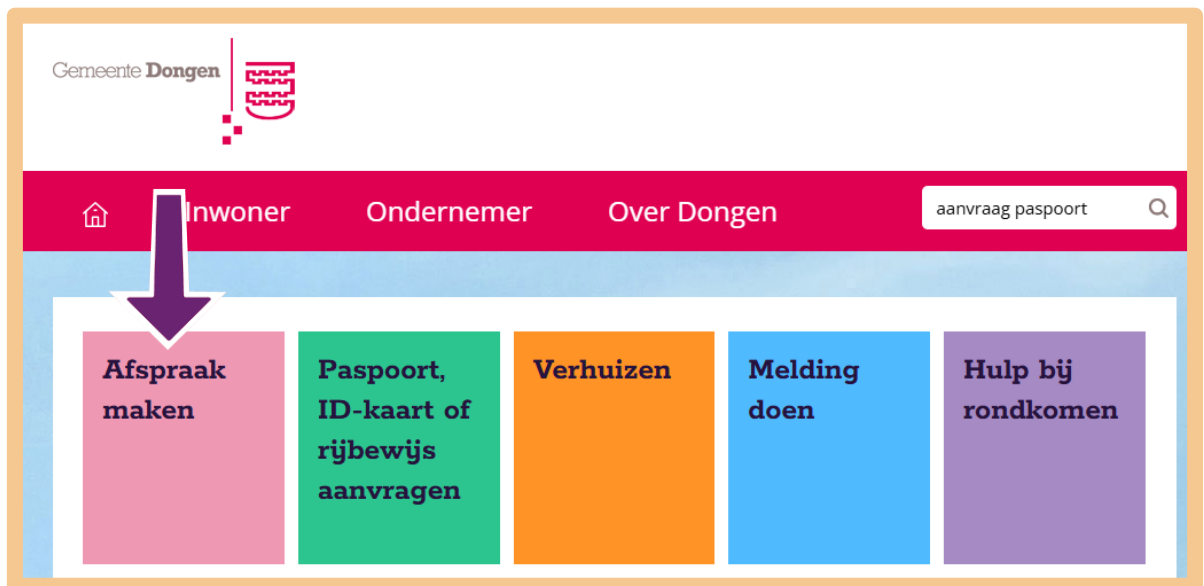 Gemeente Dongen
Inwoner
Ondernemer
Over Dongen
aanvraag paspoort
Afspraak
maken
Paspoort,
ID-kaart of
rijbewijs
aanvragen
Verhuizen
Melding
doen
Hulp bij
rondkomen